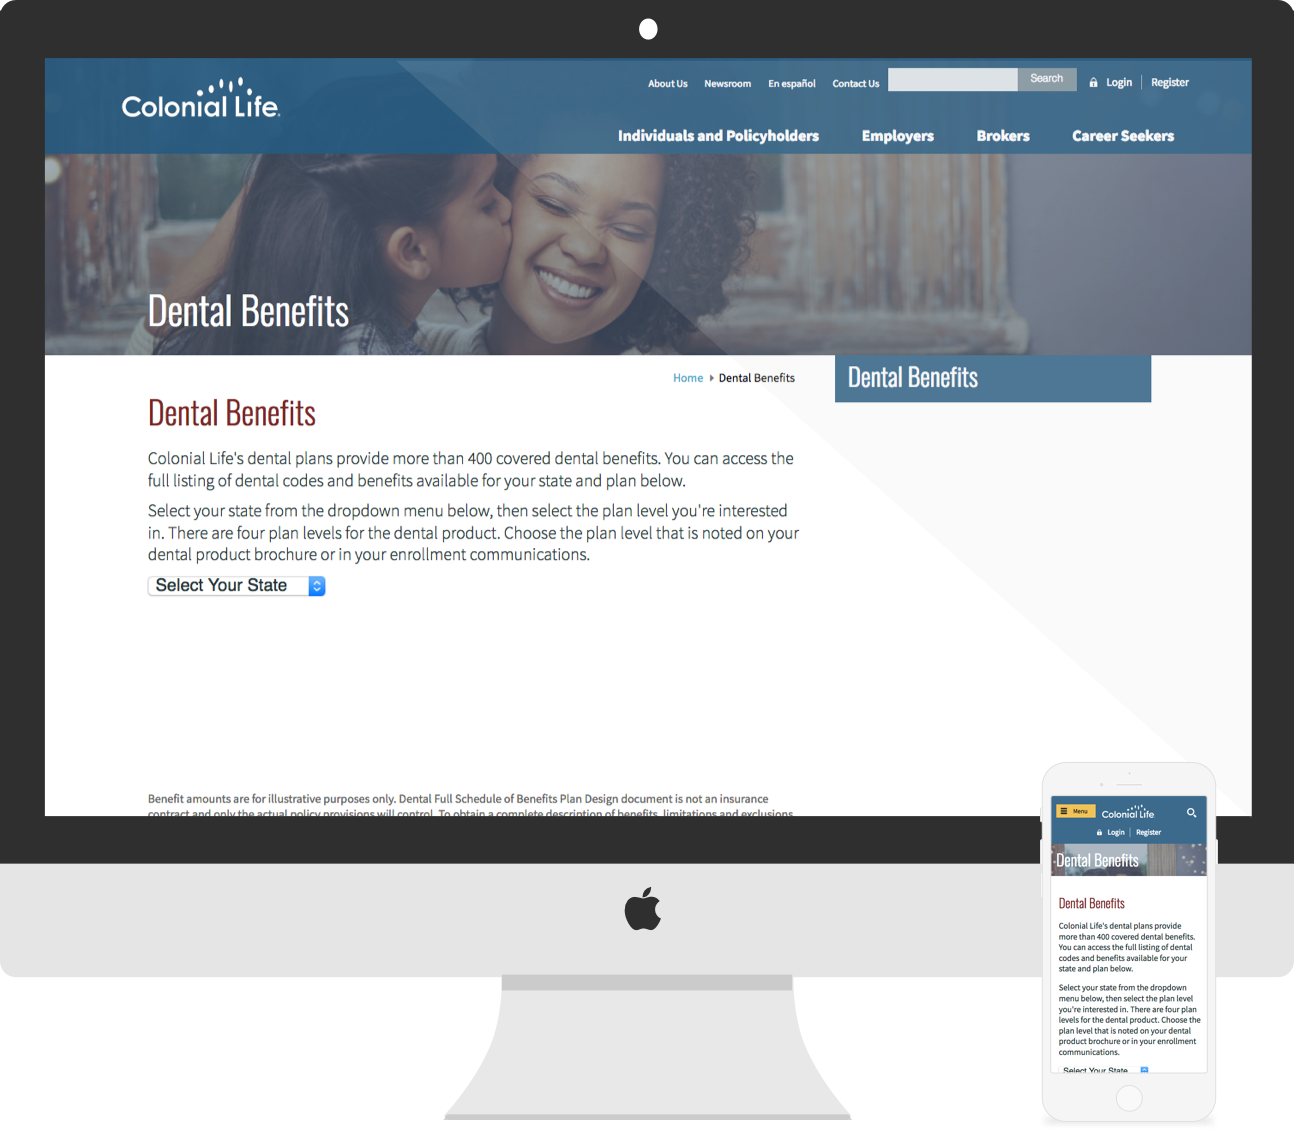 About Us
Newsroom
En español
Contact Us
Search
Login
Register
Colonial Life.
Individuals and Policyholders
Employers
Brokers
Career Seekers
Dental Benefits
Home
Dental Benefits
Dental Benefits
Dental Benefits
Colonial Life's dental plans provide more than 400 covered dental benefits. You can access the
full listing of dental codes and benefits available for your state and plan below.
Select your state from the dropdown menu below, then select the plan level you're interested
in. There are four plan levels for the dental product. Choose the plan level that is noted on your
dental product brochure or in your enrollment communications.
Select Your State
Benefit amounts are for illustrative purposes only. Dental Full Schedule of Benefits Plan Design document is not an insurance
contract and only the actual policy provisions will control. To obtain a complete description of benefits, limitations and exclusions
Menu
Colonial Life
Login
Register
Dental Benefits
Dental Benefits
Colonial Life's dental plans provide
more than 400 covered dental benefits.
You can access the full listing of dental
codes and benefits available for your
state and plan below.
Select your state from the dropdown
menu below, then select the plan level
you're interested in. There are four plan
levels for the dental product. Choose the
plan level that is noted on your dental
product brochure or in your enrollment
communications.
Select Your State